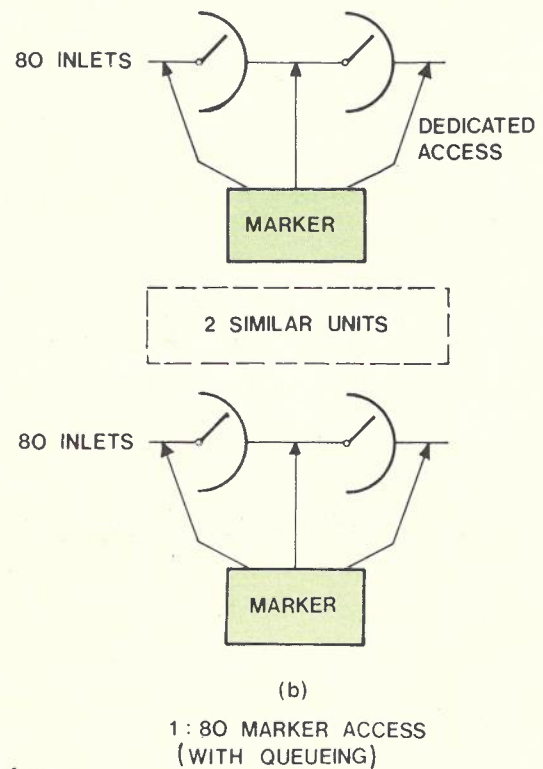 80 INLETS
DEDICATED
ACCESS
MARKER
2 SIMILAR UNITS
80 INLETS
MARKER
(b)
1 : 80 MARKER ACCESS
(WITH QUEUEING)